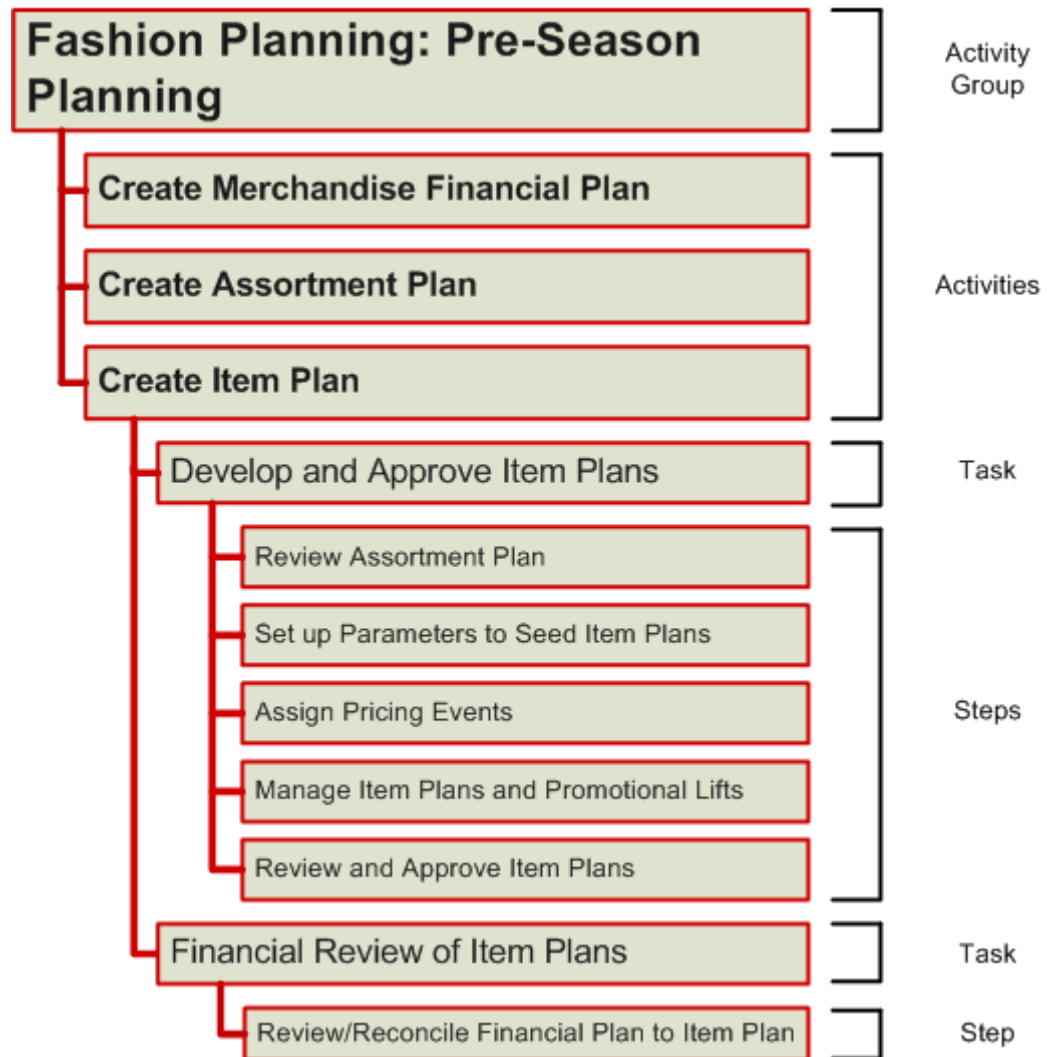 Fashion Planning: Pre-Season
Planning
Activity
Group
Create Merchandise Financial Plan
Create Assortment Plan
Activities
Create Item Plan
Develop and Approve Item Plans
Task
Review Assortment Plan
Set up Parameters to Seed Item Plans
Assign Pricing Events
Steps
Manage Item Plans and Promotional Lifts
Review and Approve Item Plans
Financial Review of Item Plans
Task
Review/Reconcile Financial Plan to Item Plan
Step